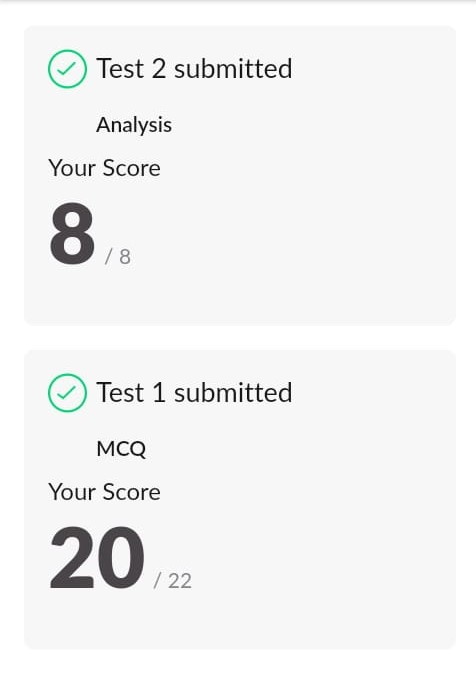 Test 2 submitted
Analysis
Your Score
8 / 8
Test 1 submitted
MCQ
Your Score
20 / 22